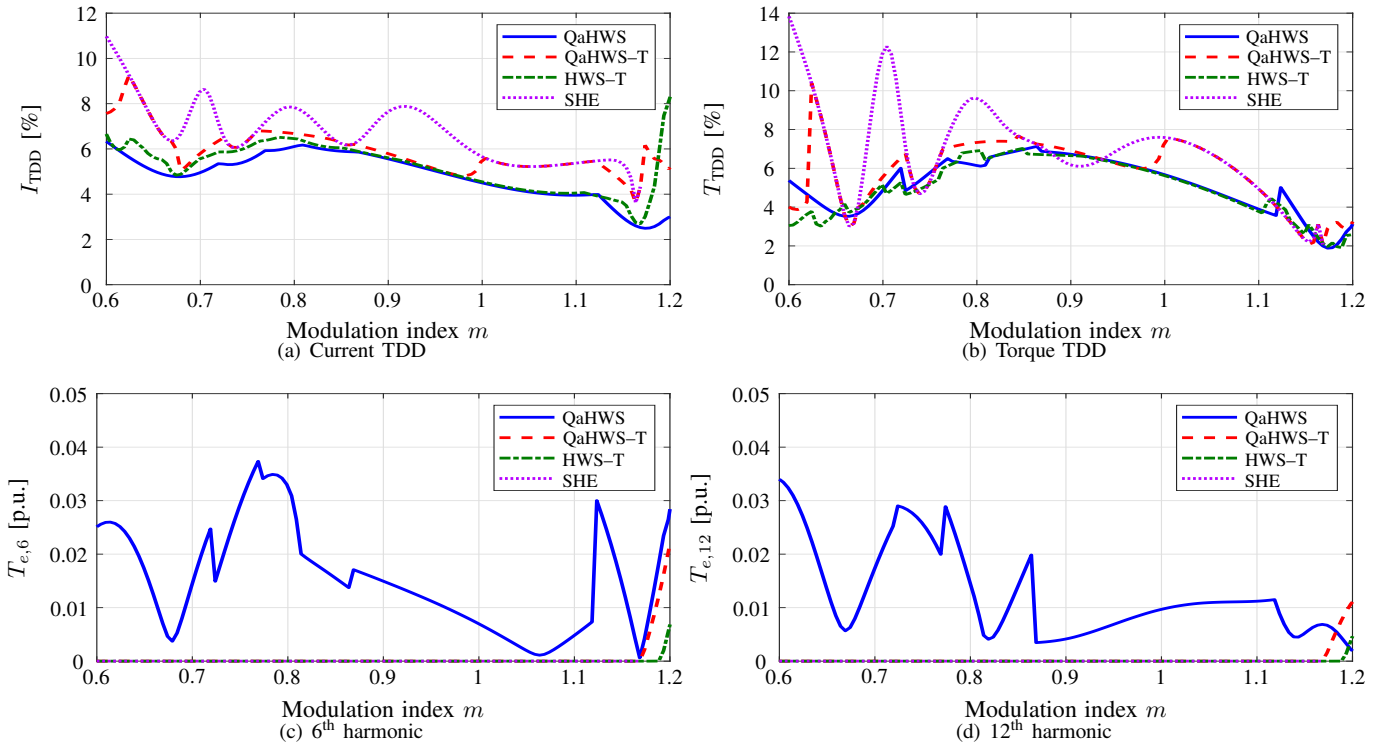 12
10
8
6
4
2
0
I_TDD [%]
QaHWS
QaHWS–T
HWS–T
SHE
0.6 0.7 0.8 0.9 1 1.1 1.2
Modulation index m
(a) Current TDD
14
12
10
8
6
4
2
0
T_TDD [%]
QaHWS
QaHWS–T
HWS–T
SHE
0.6 0.7 0.8 0.9 1 1.1 1.2
Modulation index m
(b) Torque TDD
0.05
0.04
0.03
0.02
0.01
0
T_e,6 [p.u.]
QaHWS
QaHWS–T
HWS–T
SHE
0.6 0.7 0.8 0.9 1 1.1 1.2
Modulation index m
(c) 6th harmonic
0.05
0.04
0.03
0.02
0.01
0
T_e,12 [p.u.]
QaHWS
QaHWS–T
HWS–T
SHE
0.6 0.7 0.8 0.9 1 1.1 1.2
Modulation index m
(d) 12th harmonic